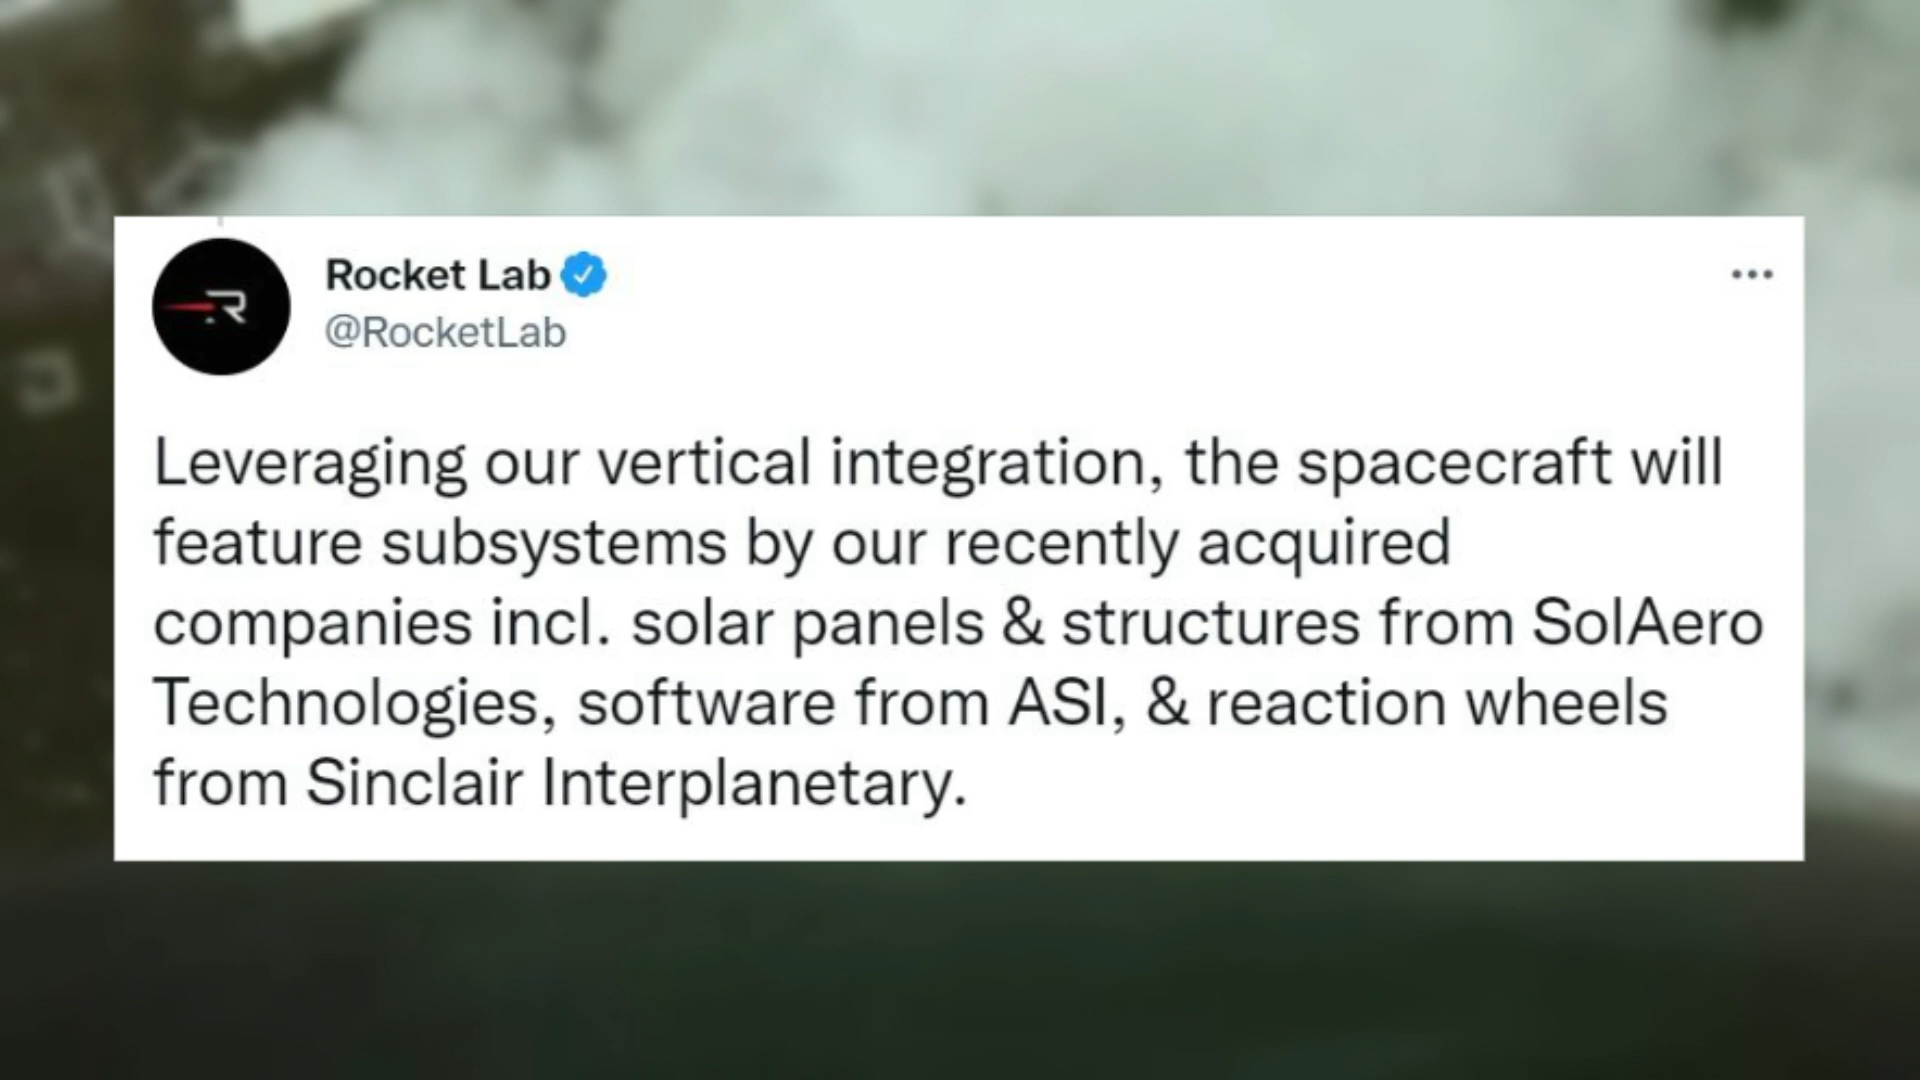 Rocket Lab
@RocketLab
Leveraging our vertical integration, the spacecraft will
feature subsystems by our recently acquired
companies incl. solar panels & structures from SolAero
Technologies, software from ASI, & reaction wheels
from Sinclair Interplanetary.